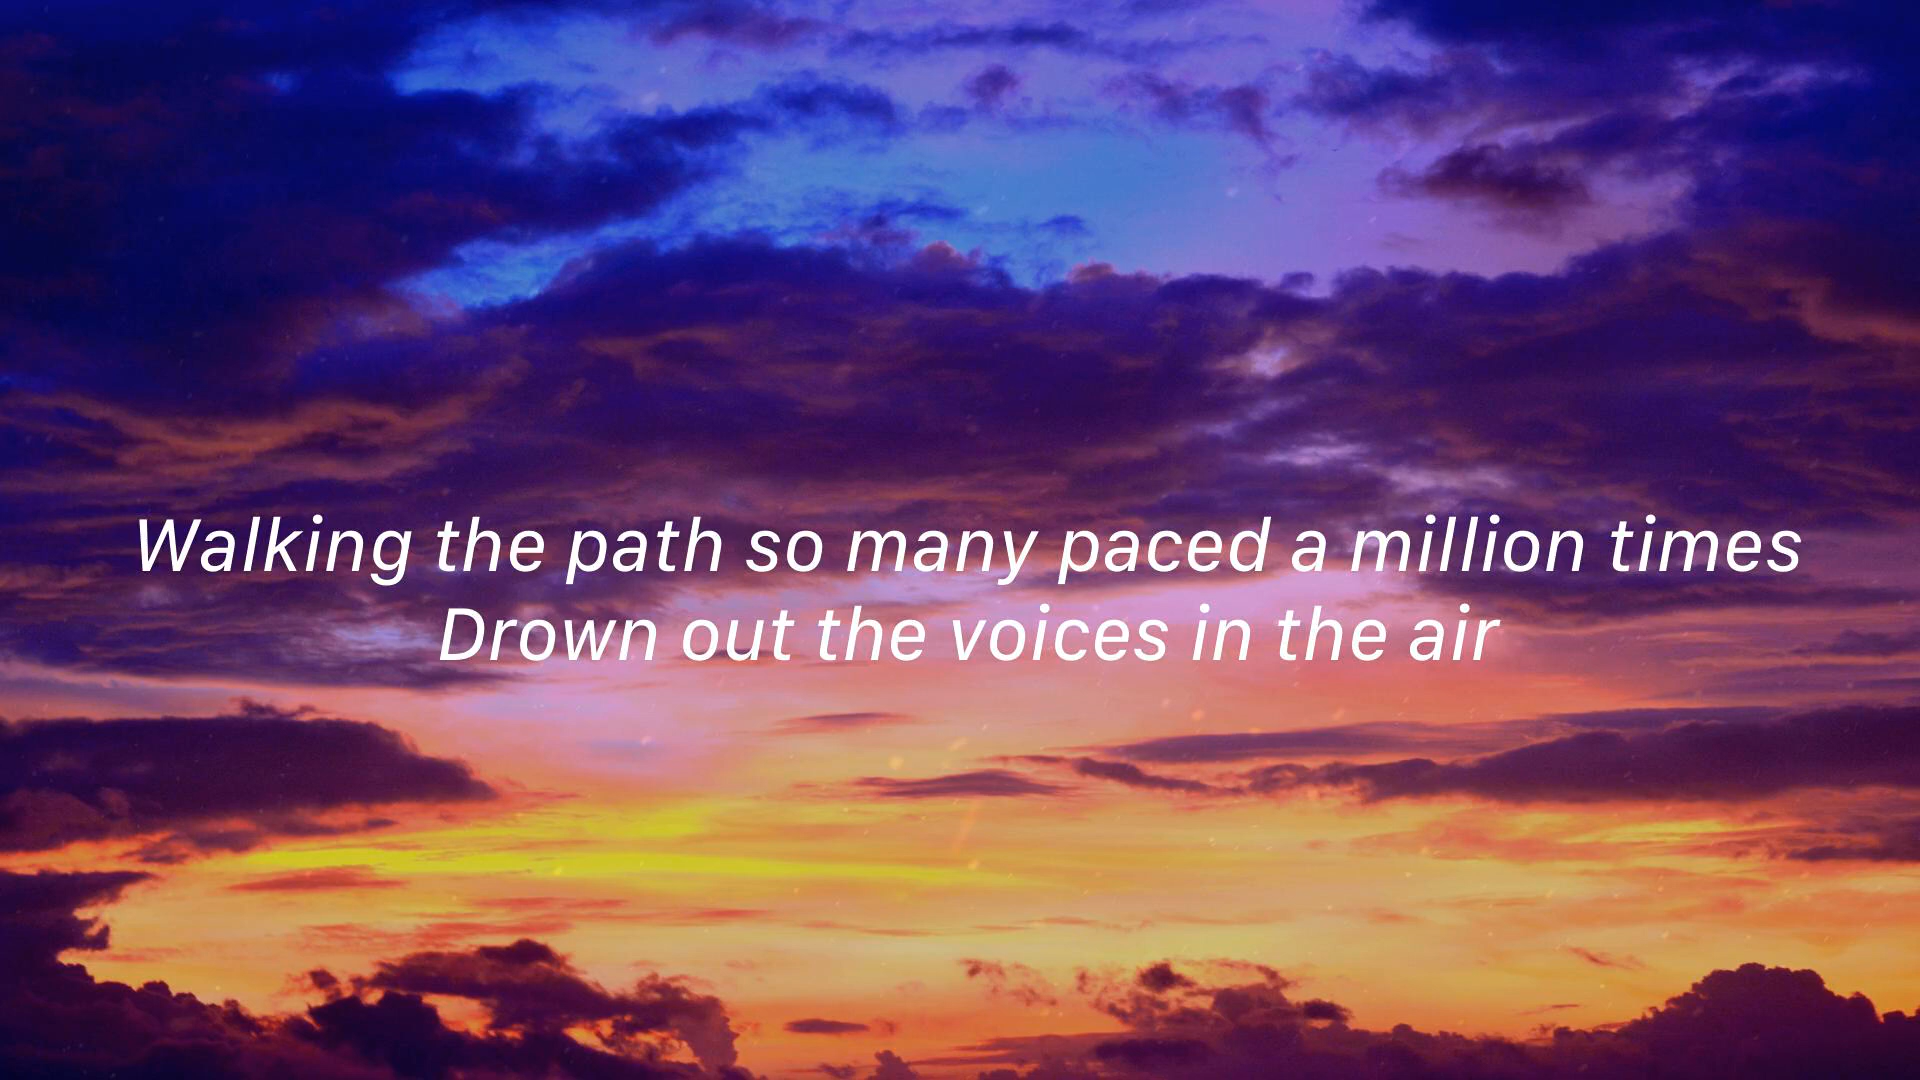 Walking the path so many paced a million times
Drown out the voices in the air